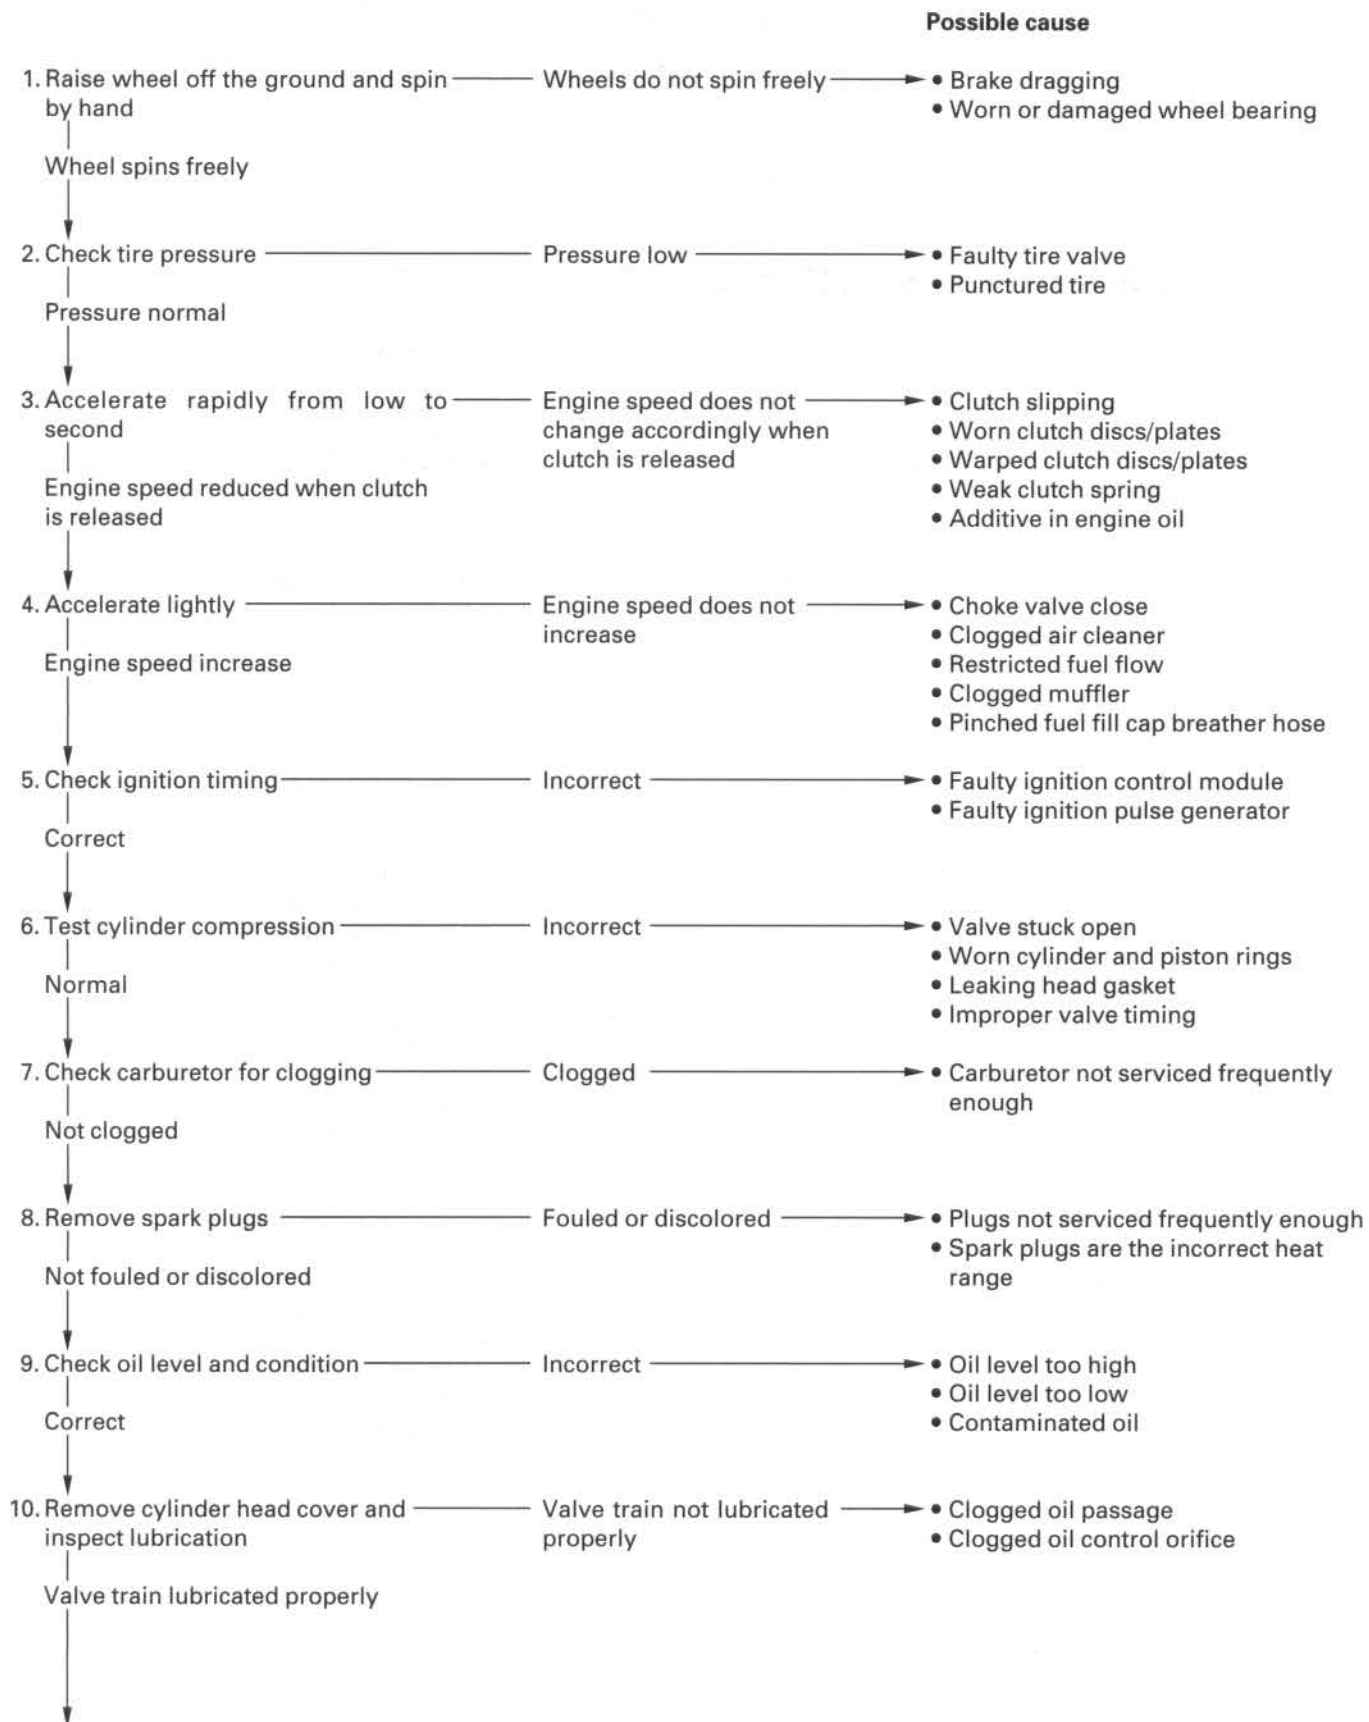 Possible cause
1. Raise wheel off the ground and spin
by hand
Wheels do not spin freely
• Brake dragging
• Worn or damaged wheel bearing
Wheel spins freely
2. Check tire pressure
Pressure low
• Faulty tire valve
• Punctured tire
Pressure normal
3. Accelerate rapidly from low to
second
Engine speed does not
change accordingly when
clutch is released
• Clutch slipping
• Worn clutch discs/plates
• Warped clutch discs/plates
• Weak clutch spring
• Additive in engine oil
Engine speed reduced when clutch
is released
4. Accelerate lightly
Engine speed does not
increase
• Choke valve close
• Clogged air cleaner
• Restricted fuel flow
• Clogged muffler
• Pinched fuel fill cap breather hose
Engine speed increase
5. Check ignition timing
Incorrect
• Faulty ignition control module
• Faulty ignition pulse generator
Correct
6. Test cylinder compression
Incorrect
• Valve stuck open
• Worn cylinder and piston rings
• Leaking head gasket
• Improper valve timing
Normal
7. Check carburetor for clogging
Clogged
• Carburetor not serviced frequently
enough
Not clogged
8. Remove spark plugs
Fouled or discolored
• Plugs not serviced frequently enough
• Spark plugs are the incorrect heat
range
Not fouled or discolored
9. Check oil level and condition
Incorrect
• Oil level too high
• Oil level too low
• Contaminated oil
Correct
10. Remove cylinder head cover and
inspect lubrication
Valve train not lubricated
properly
• Clogged oil passage
• Clogged oil control orifice
Valve train lubricated properly